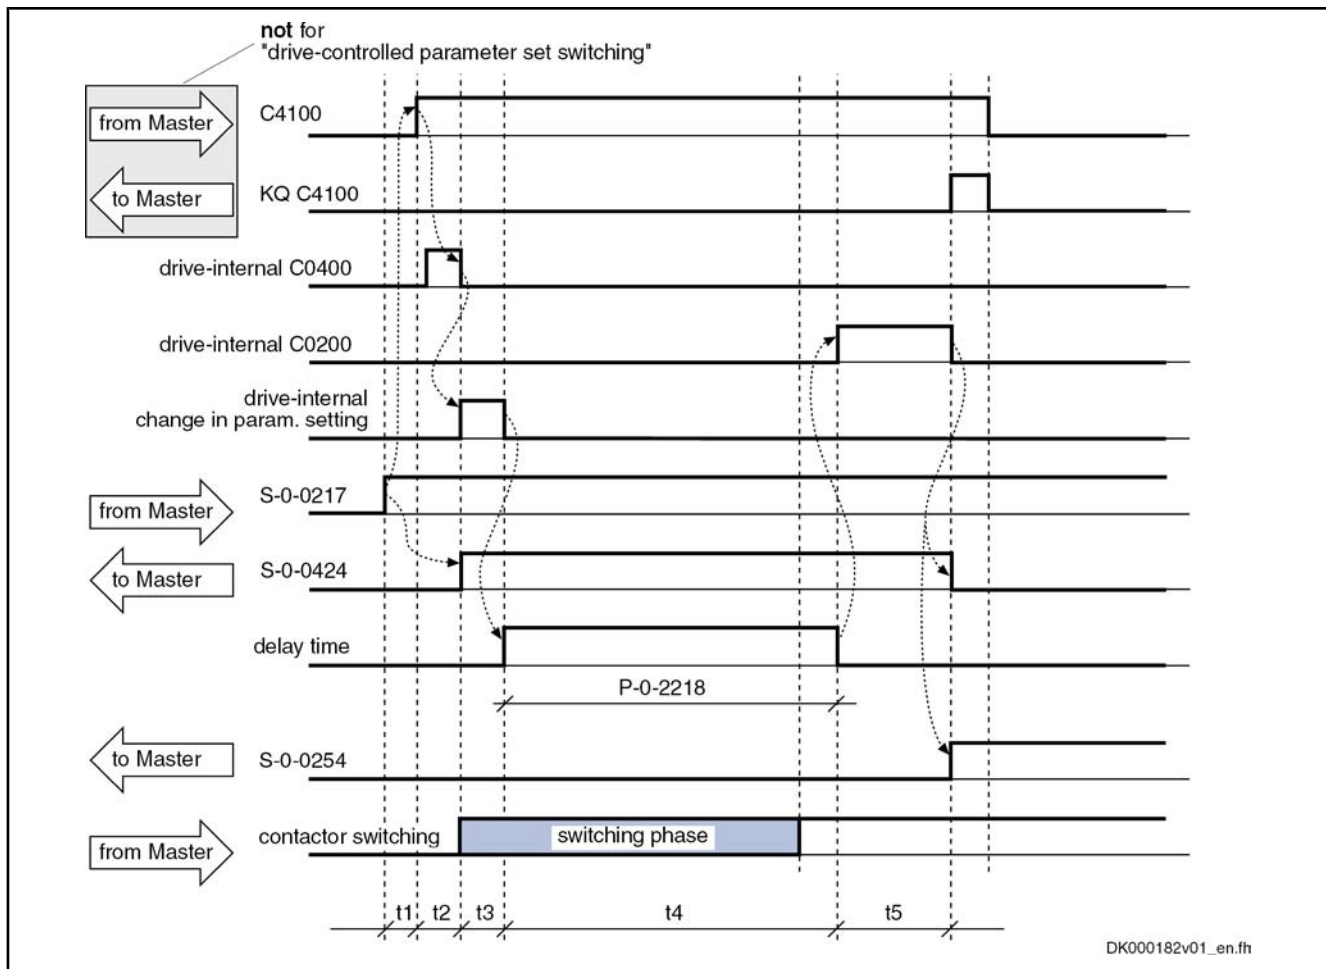 not for
"drive-controlled parameter set switching"
from Master
C4100
to Master
KQ C4100
drive-internal C0400
drive-internal C0200
drive-internal
change in param. setting
from Master
S-0-0217
to Master
S-0-0424
delay time
P-0-2218
to Master
S-0-0254
from Master
contactor switching
switching phase
t1 t2 t3 t4 t5
DK000182v01_en.fh